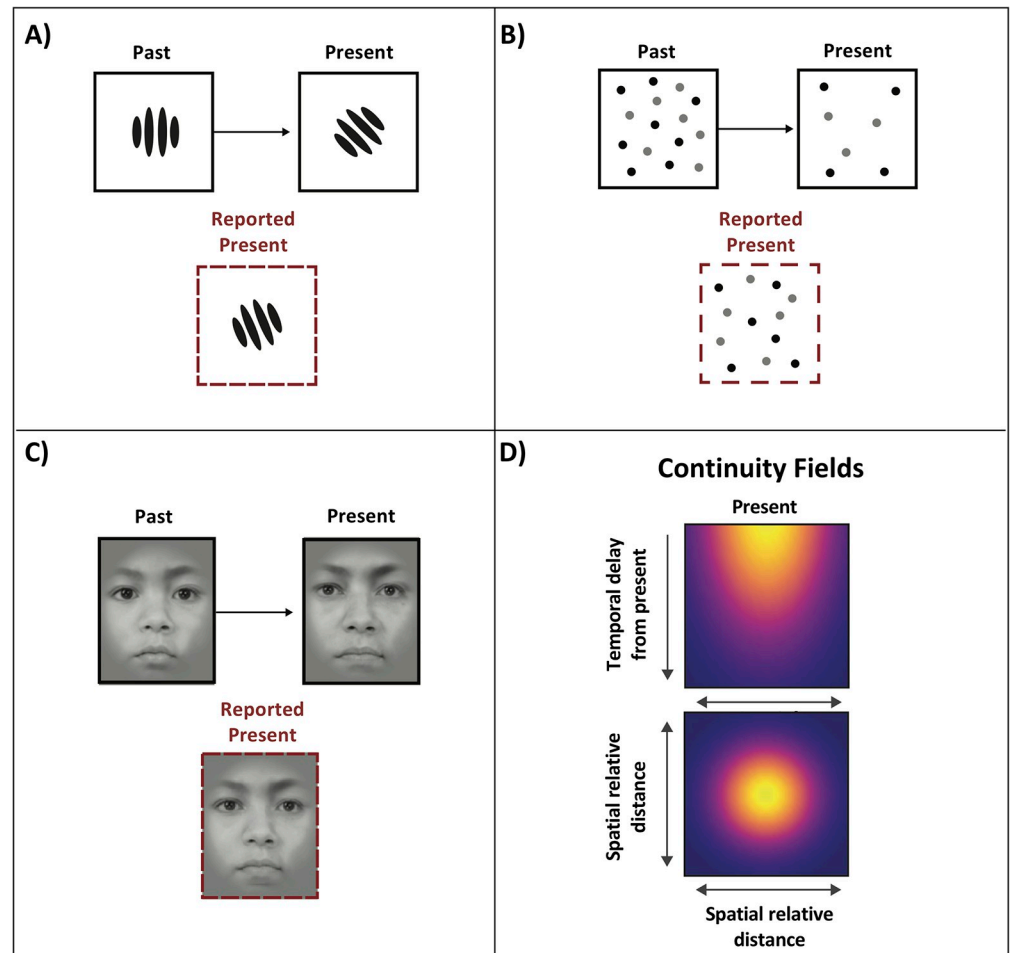 A)
Past
Present
Reported
Present
B)
Past
Present
Reported
Present
C)
Past
Present
Reported
Present
D)
Continuity Fields
Present
Temporal delay
from present
Spatial relative
distance
Spatial relative
distance